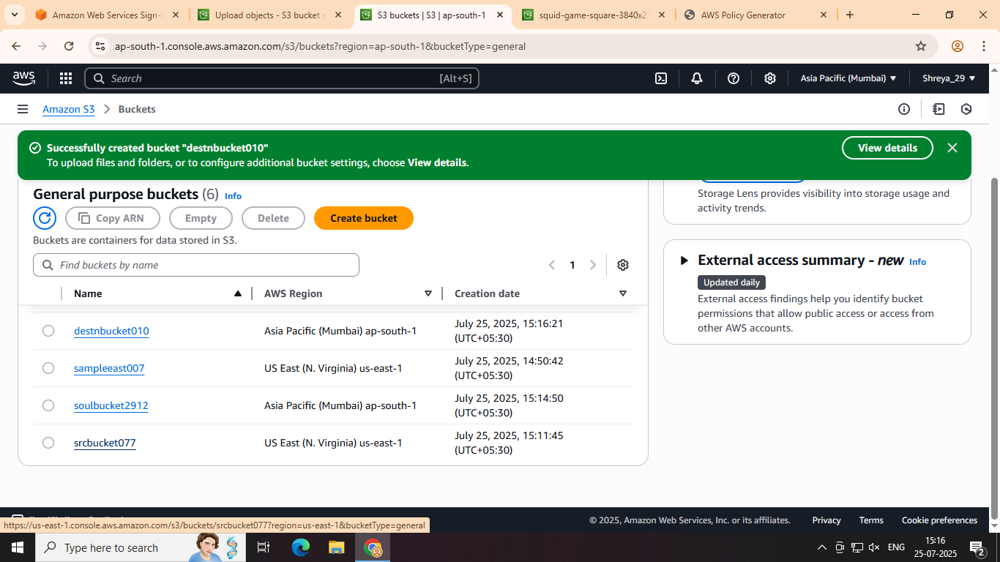 Amazon Web Services Sign-I
Upload objects - S3 bucket s
S3 buckets | S3 | ap-south-1
squid-game-square-3840x21
AWS Policy Generator
ap-south-1.console.aws.amazon.com/s3/buckets?region=ap-south-1&bucketType=general
aws
Search
[Alt+S]
Asia Pacific (Mumbai)
Shreya_29
Amazon S3
Buckets
Successfully created bucket "destnbucket010"
To upload files and folders, or to configure additional bucket settings, choose View details.
View details
General purpose buckets (6) Info
Copy ARN
Empty
Delete
Create bucket
Buckets are containers for data stored in S3.
Find buckets by name
1
Name
AWS Region
Creation date
destnbucket010
Asia Pacific (Mumbai) ap-south-1
July 25, 2025, 15:16:21
(UTC+05:30)
sampleeast007
US East (N. Virginia) us-east-1
July 25, 2025, 14:50:42
(UTC+05:30)
soulbucket2912
Asia Pacific (Mumbai) ap-south-1
July 25, 2025, 15:14:50
(UTC+05:30)
srcbucket077
US East (N. Virginia) us-east-1
July 25, 2025, 15:11:45
(UTC+05:30)
Storage Lens provides visibility into storage usage and
activity trends.
External access summary - new Info
Updated daily
External access findings help you identify bucket
permissions that allow public access or access from
other AWS accounts.
https://us-east-1.console.aws.amazon.com/s3/buckets/srcbucket077?region=us-east-1&bucketType=general
© 2025, Amazon Web Services, Inc. or its affiliates.
Privacy
Terms
Cookie preferences
Type here to search
ENG
15:16
25-07-2025
2